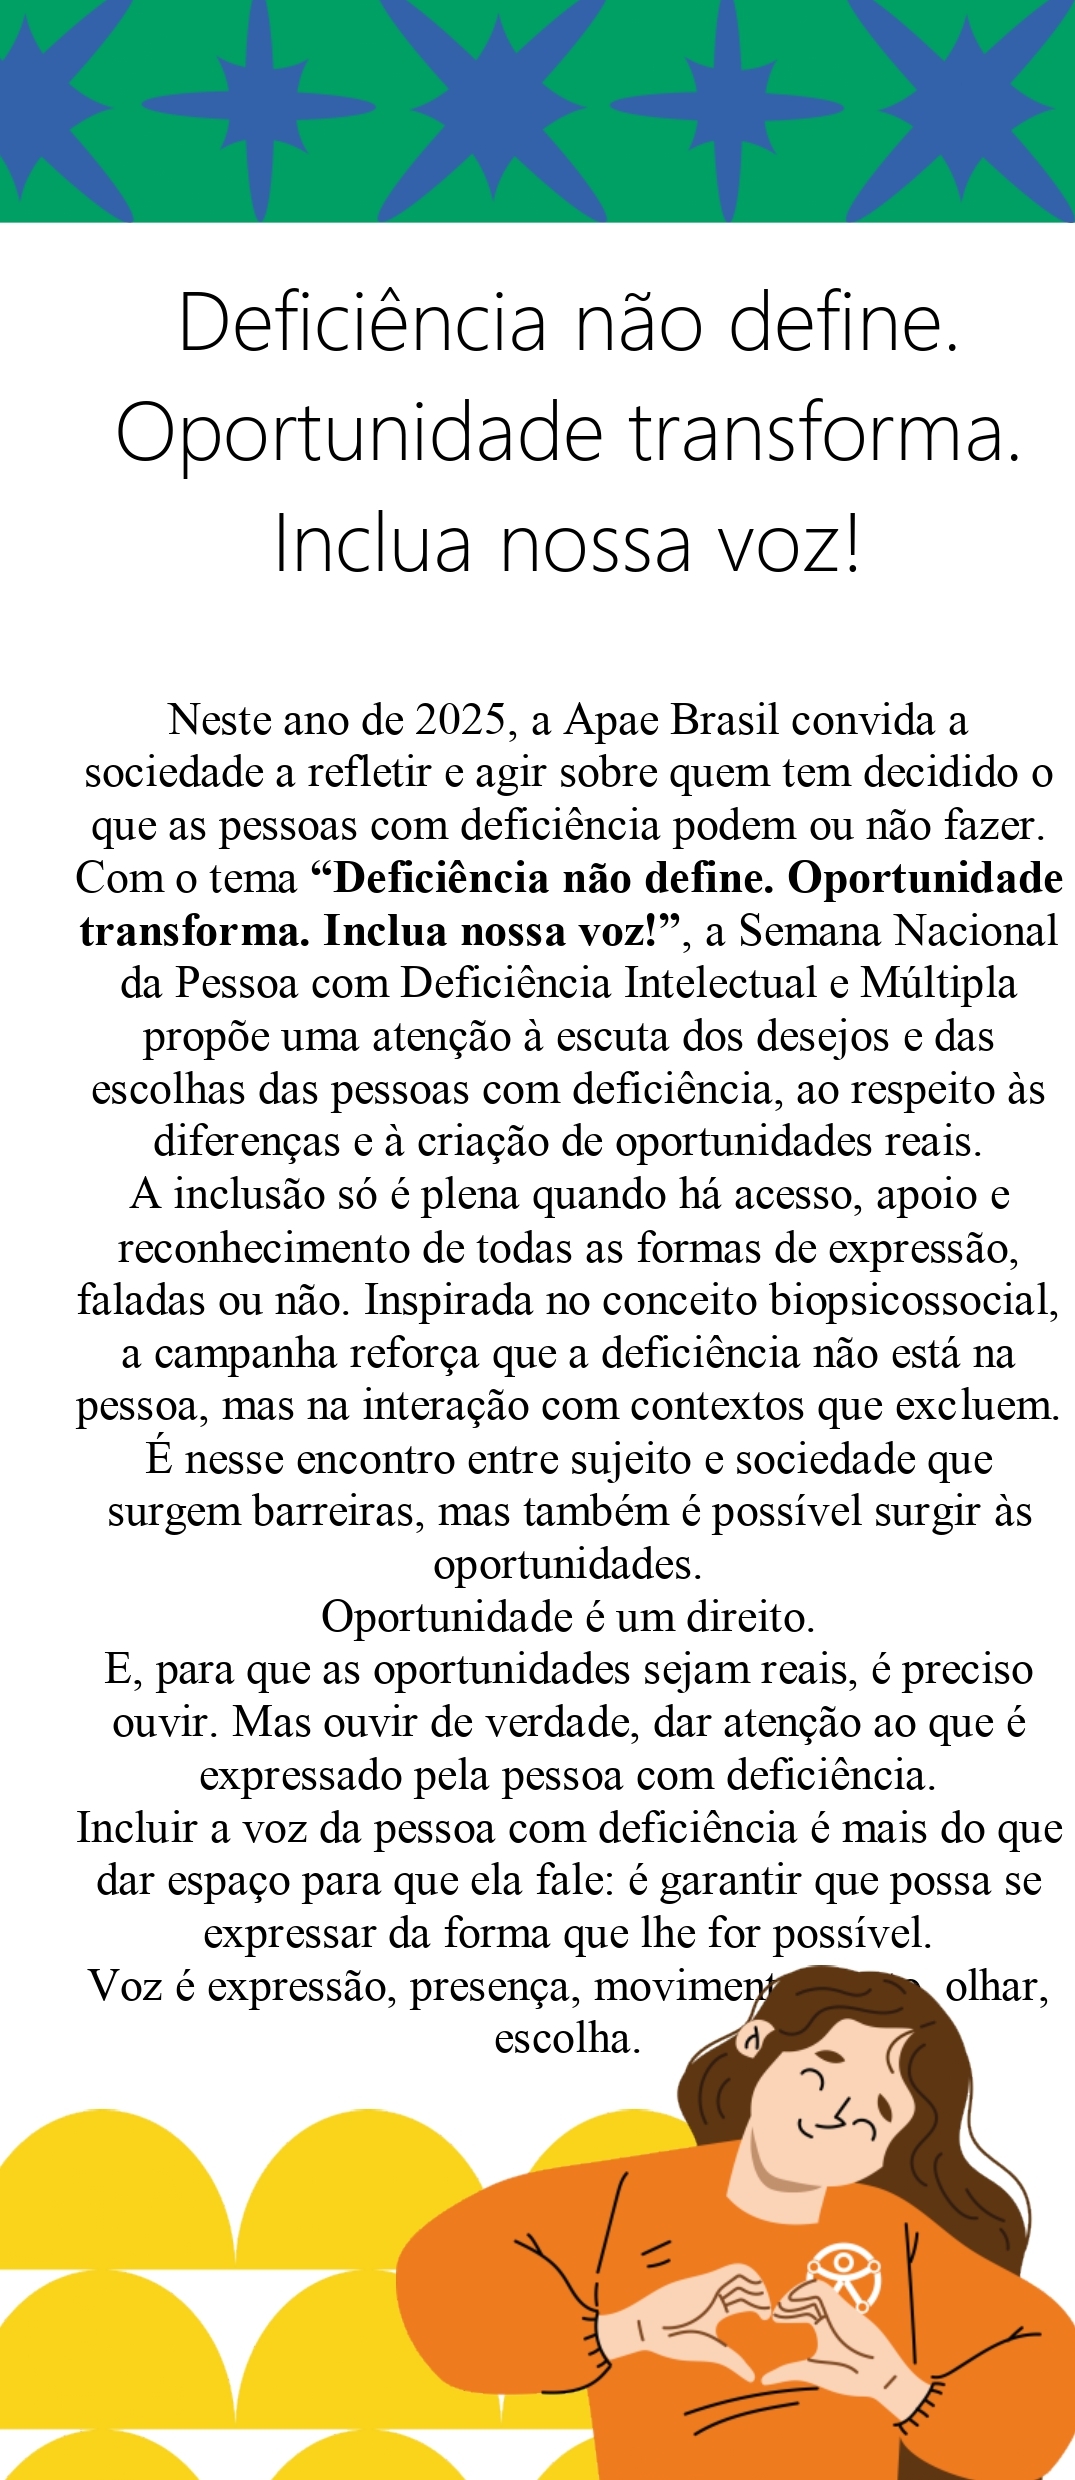 Deficiência não define.
Oportunidade transforma.
Inclua nossa voz!
Neste ano de 2025, a Apae Brasil convida a
sociedade a refletir e agir sobre quem tem decidido o
que as pessoas com deficiência podem ou não fazer.
Com o tema “Deficiência não define. Oportunidade
transforma. Inclua nossa voz!”, a Semana Nacional
da Pessoa com Deficiência Intelectual e Múltipla
propõe uma atenção à escuta dos desejos e das
escolhas das pessoas com deficiência, ao respeito às
diferenças e à criação de oportunidades reais.
A inclusão só é plena quando há acesso, apoio e
reconhecimento de todas as formas de expressão,
faladas ou não. Inspirada no conceito biopsicossocial,
a campanha reforça que a deficiência não está na
pessoa, mas na interação com contextos que excluem.
É nesse encontro entre sujeito e sociedade que
surgem barreiras, mas também é possível surgir às
oportunidades.
Oportunidade é um direito.
E, para que as oportunidades sejam reais, é preciso
ouvir. Mas ouvir de verdade, dar atenção ao que é
expressado pela pessoa com deficiência.
Incluir a voz da pessoa com deficiência é mais do que
dar espaço para que ela fale: é garantir que possa se
expressar da forma que lhe for possível.
Voz é expressão, presença, moviment olhar,
escolha.